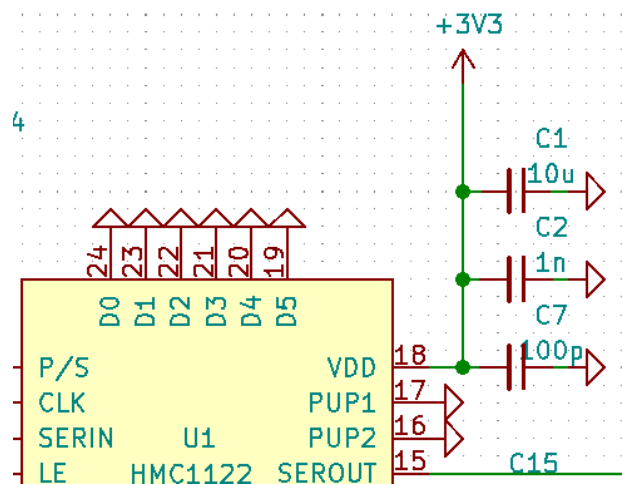 +3V3
4
C1
10u
C2
1n
C7
100p
24 23 22 21 20 19
D0 D1 D2 D3 D4 D5
P/S VDD 18
CLK PUP1 17
SERIN U1 PUP2 16
LE HMC1122 SEROUT 15 C15